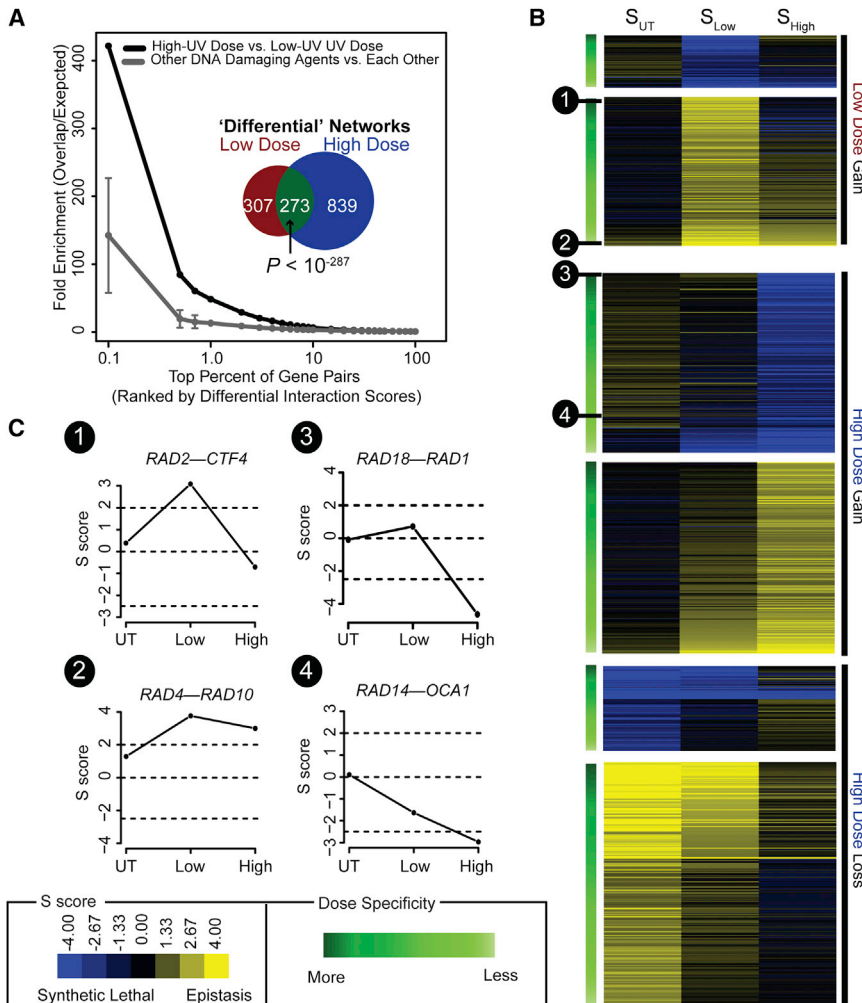 A
High-UV Dose vs. Low-UV UV Dose
Other DNA Damaging Agents vs. Each Other
Fold Enrichment (Overlap/Exepcted)
400
300
200
100
0
'Differential' Networks
Low Dose High Dose
307 273 839
P < 10-287
0.1 1.0 10 100
Top Percent of Gene Pairs
(Ranked by Differential Interaction Scores)
B
SUT SLow SHigh
1
2
3
4
Low Dose Gain
High Dose Gain
High Dose Loss
C
1
RAD2—CTF4
S score
3
2
1
0
-1
-2
-3
UT Low High
3
RAD18—RAD1
S score
4
2
0
-2
-4
UT Low High
2
RAD4—RAD10
S score
4
2
0
-2
-4
UT Low High
4
RAD14—OCA1
S score
2
1
0
-1
-2
-3
UT Low High
S score
-4.00 -2.67 -1.33 0.00 1.33 2.67 4.00
Synthetic Lethal Epistasis
Dose Specificity
More Less